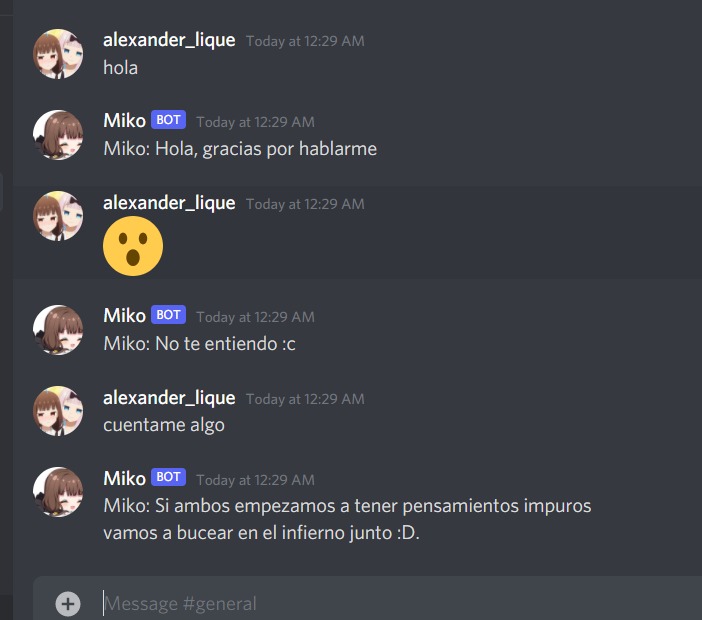 alexander_lique Today at 12:29 AM
hola
Miko BOT Today at 12:29 AM
Miko: Hola, gracias por hablarme
alexander_lique Today at 12:29 AM
😮
Miko BOT Today at 12:29 AM
Miko: No te entiendo :c
alexander_lique Today at 12:29 AM
cuentame algo
Miko BOT Today at 12:29 AM
Miko: Si ambos empezamos a tener pensamientos impuros
vamos a bucear en el infierno junto :D.
Message #general